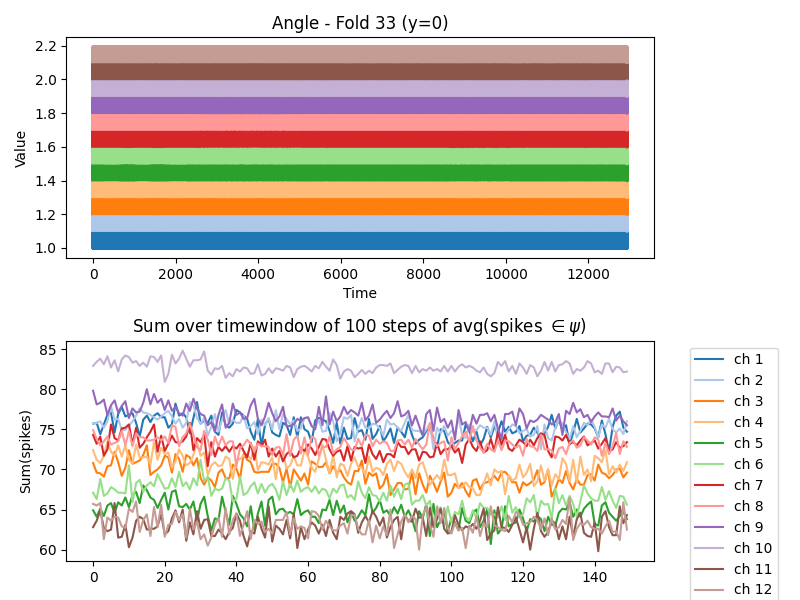 Angle - Fold 33 (y=0)
2.2
2.0
1.8
1.6
1.4
1.2
1.0
Value
0 2000 4000 6000 8000 10000 12000
Time
Sum over timewindow of 100 steps of avg(spikes ∈ ψ)
85
80
75
70
65
60
Sum(spikes)
0 20 40 60 80 100 120 140
ch 1
ch 2
ch 3
ch 4
ch 5
ch 6
ch 7
ch 8
ch 9
ch 10
ch 11
ch 12